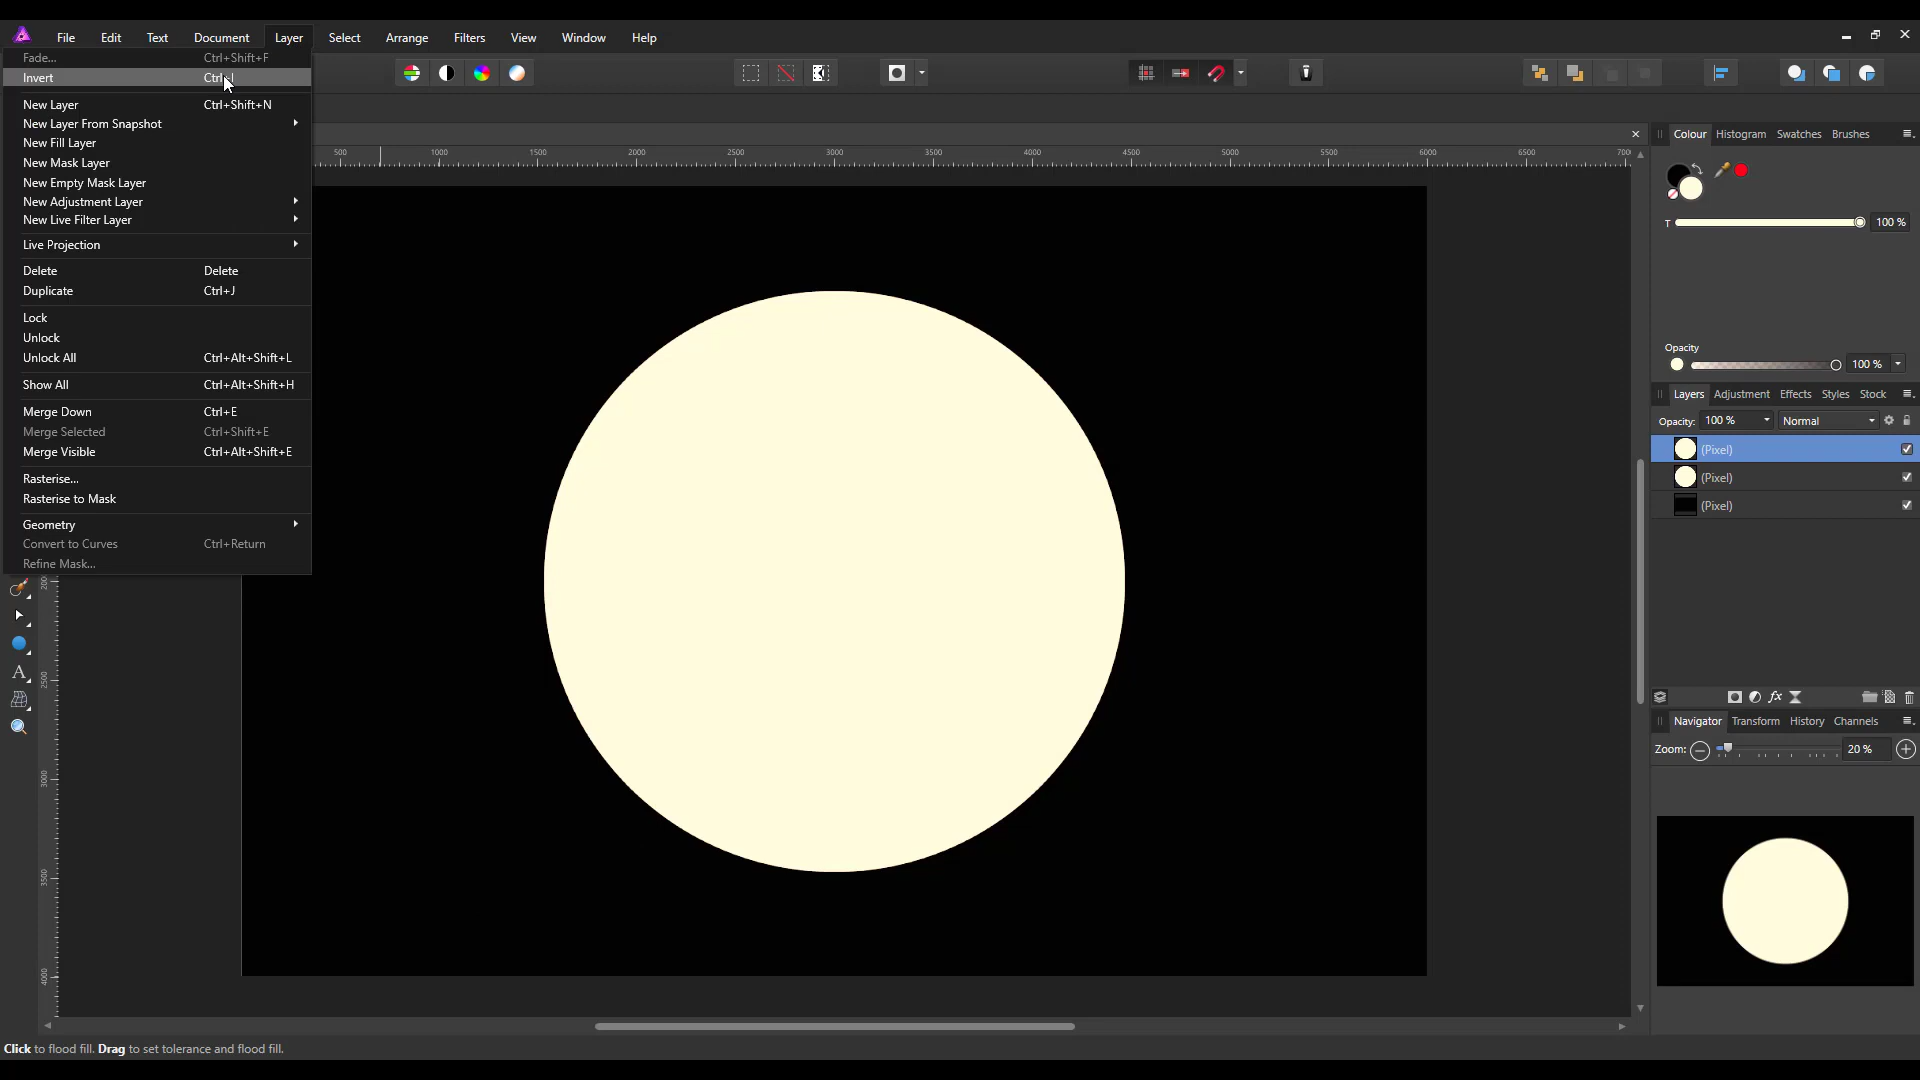 File Edit Text Document Layer Select Arrange Filters View Window Help
Fade... Ctrl+Shift+F
Invert Ctrl+I
New Layer Ctrl+Shift+N
New Layer From Snapshot
New Fill Layer
New Mask Layer
New Empty Mask Layer
New Adjustment Layer
New Live Filter Layer
Live Projection
Delete Delete
Duplicate Ctrl+J
Lock
Unlock
Unlock All Ctrl+Alt+Shift+L
Show All Ctrl+Alt+Shift+H
Merge Down Ctrl+E
Merge Selected Ctrl+Shift+E
Merge Visible Ctrl+Alt+Shift+E
Rasterise...
Rasterise to Mask
Geometry
Convert to Curves Ctrl+Return
Refine Mask...
500 1000 1500 2000 2500 3000 3500 4000 4500 5000 5500 6000 6500
2500
3000
3500
4000
A
Colour Histogram Swatches Brushes
T 100 %
Opacity
100 %
Layers Adjustment Effects Styles Stock
Opacity: 100 % Normal
(Pixel)
(Pixel)
(Pixel)
fx
Navigator Transform History Channels
Zoom: 20 %
Click to flood fill. Drag to set tolerance and flood fill.